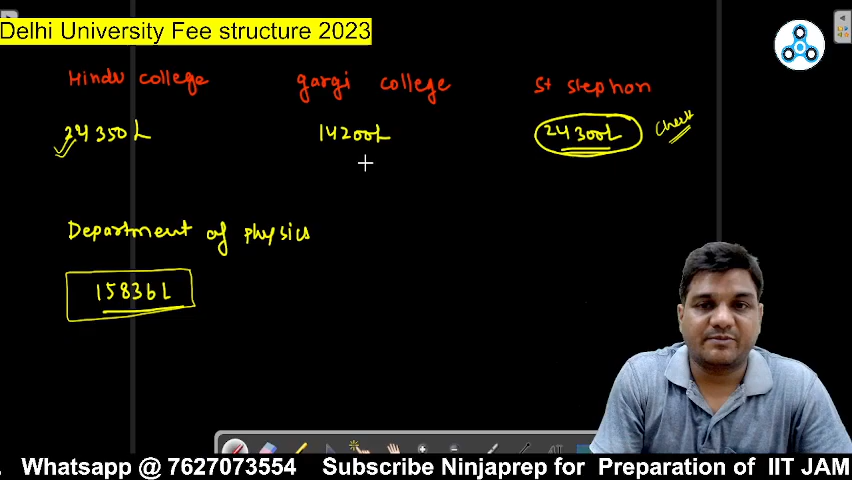 Delhi University Fee structure 2023
Hindu college gargi college st stephon
24350L 14200L 24300L check
Department of physics
15836L
. Whatsapp @ 7627073554 Subscribe Ninjaprep for Preparation of IIT JAM